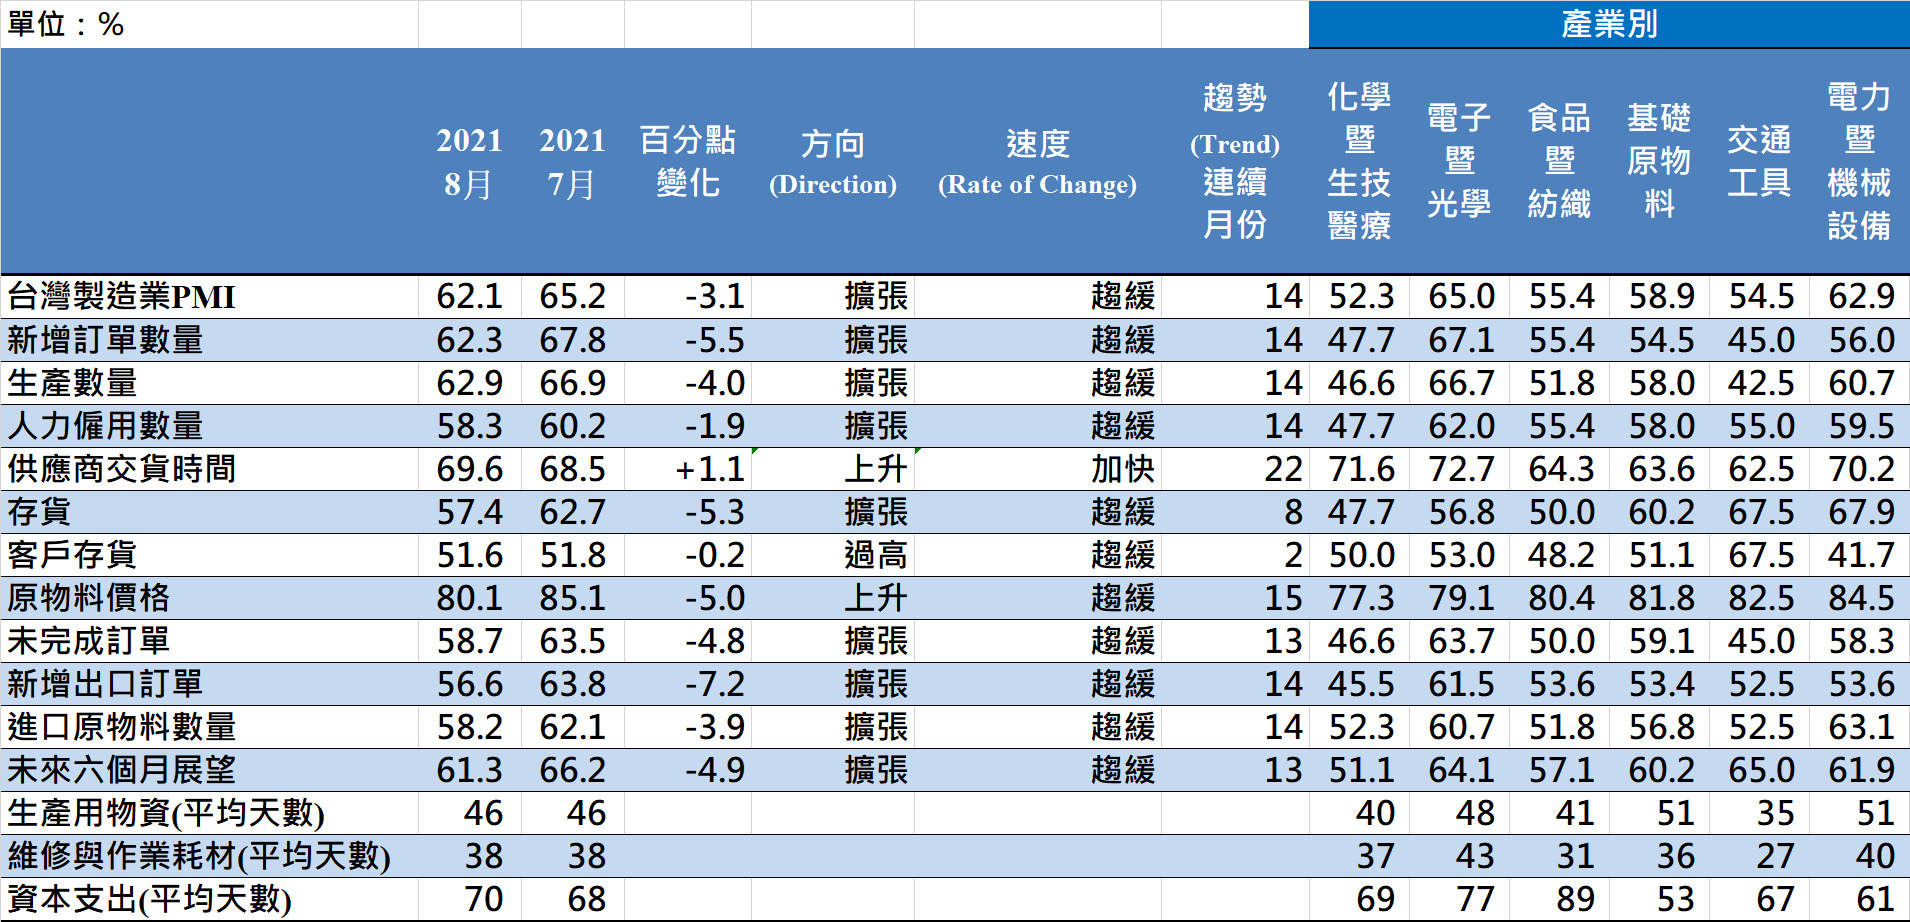 單位：% 產業別
2021 8月 2021 7月 百分點變化 方向 (Direction) 速度 (Rate of Change) 趨勢 (Trend) 連續月份 化學暨生技醫療 電子暨光學 食品暨紡織 基礎原物料 交通工具 電力暨機械設備
台灣製造業PMI 62.1 65.2 -3.1 擴張 趨緩 14 52.3 65.0 55.4 58.9 54.5 62.9
新增訂單數量 62.3 67.8 -5.5 擴張 趨緩 14 47.7 67.1 55.4 54.5 45.0 56.0
生產數量 62.9 66.9 -4.0 擴張 趨緩 14 46.6 66.7 51.8 58.0 42.5 60.7
人力僱用數量 58.3 60.2 -1.9 擴張 趨緩 14 47.7 62.0 55.4 58.0 55.0 59.5
供應商交貨時間 69.6 68.5 +1.1 上升 加快 22 71.6 72.7 64.3 63.6 62.5 70.2
存貨 57.4 62.7 -5.3 擴張 趨緩 8 47.7 56.8 50.0 60.2 67.5 67.9
客戶存貨 51.6 51.8 -0.2 過高 趨緩 2 50.0 53.0 48.2 51.1 67.5 41.7
原物料價格 80.1 85.1 -5.0 上升 趨緩 15 77.3 79.1 80.4 81.8 82.5 84.5
未完成訂單 58.7 63.5 -4.8 擴張 趨緩 13 46.6 63.7 50.0 59.1 45.0 58.3
新增出口訂單 56.6 63.8 -7.2 擴張 趨緩 14 45.5 61.5 53.6 53.4 52.5 53.6
進口原物料數量 58.2 62.1 -3.9 擴張 趨緩 14 52.3 60.7 51.8 56.8 52.5 63.1
未來六個月展望 61.3 66.2 -4.9 擴張 趨緩 13 51.1 64.1 57.1 60.2 65.0 61.9
生產用物資(平均天數) 46 46 40 48 41 51 35 51
維修與作業耗材(平均天數) 38 38 37 43 31 36 27 40
資本支出(平均天數) 70 68 69 77 89 53 67 61